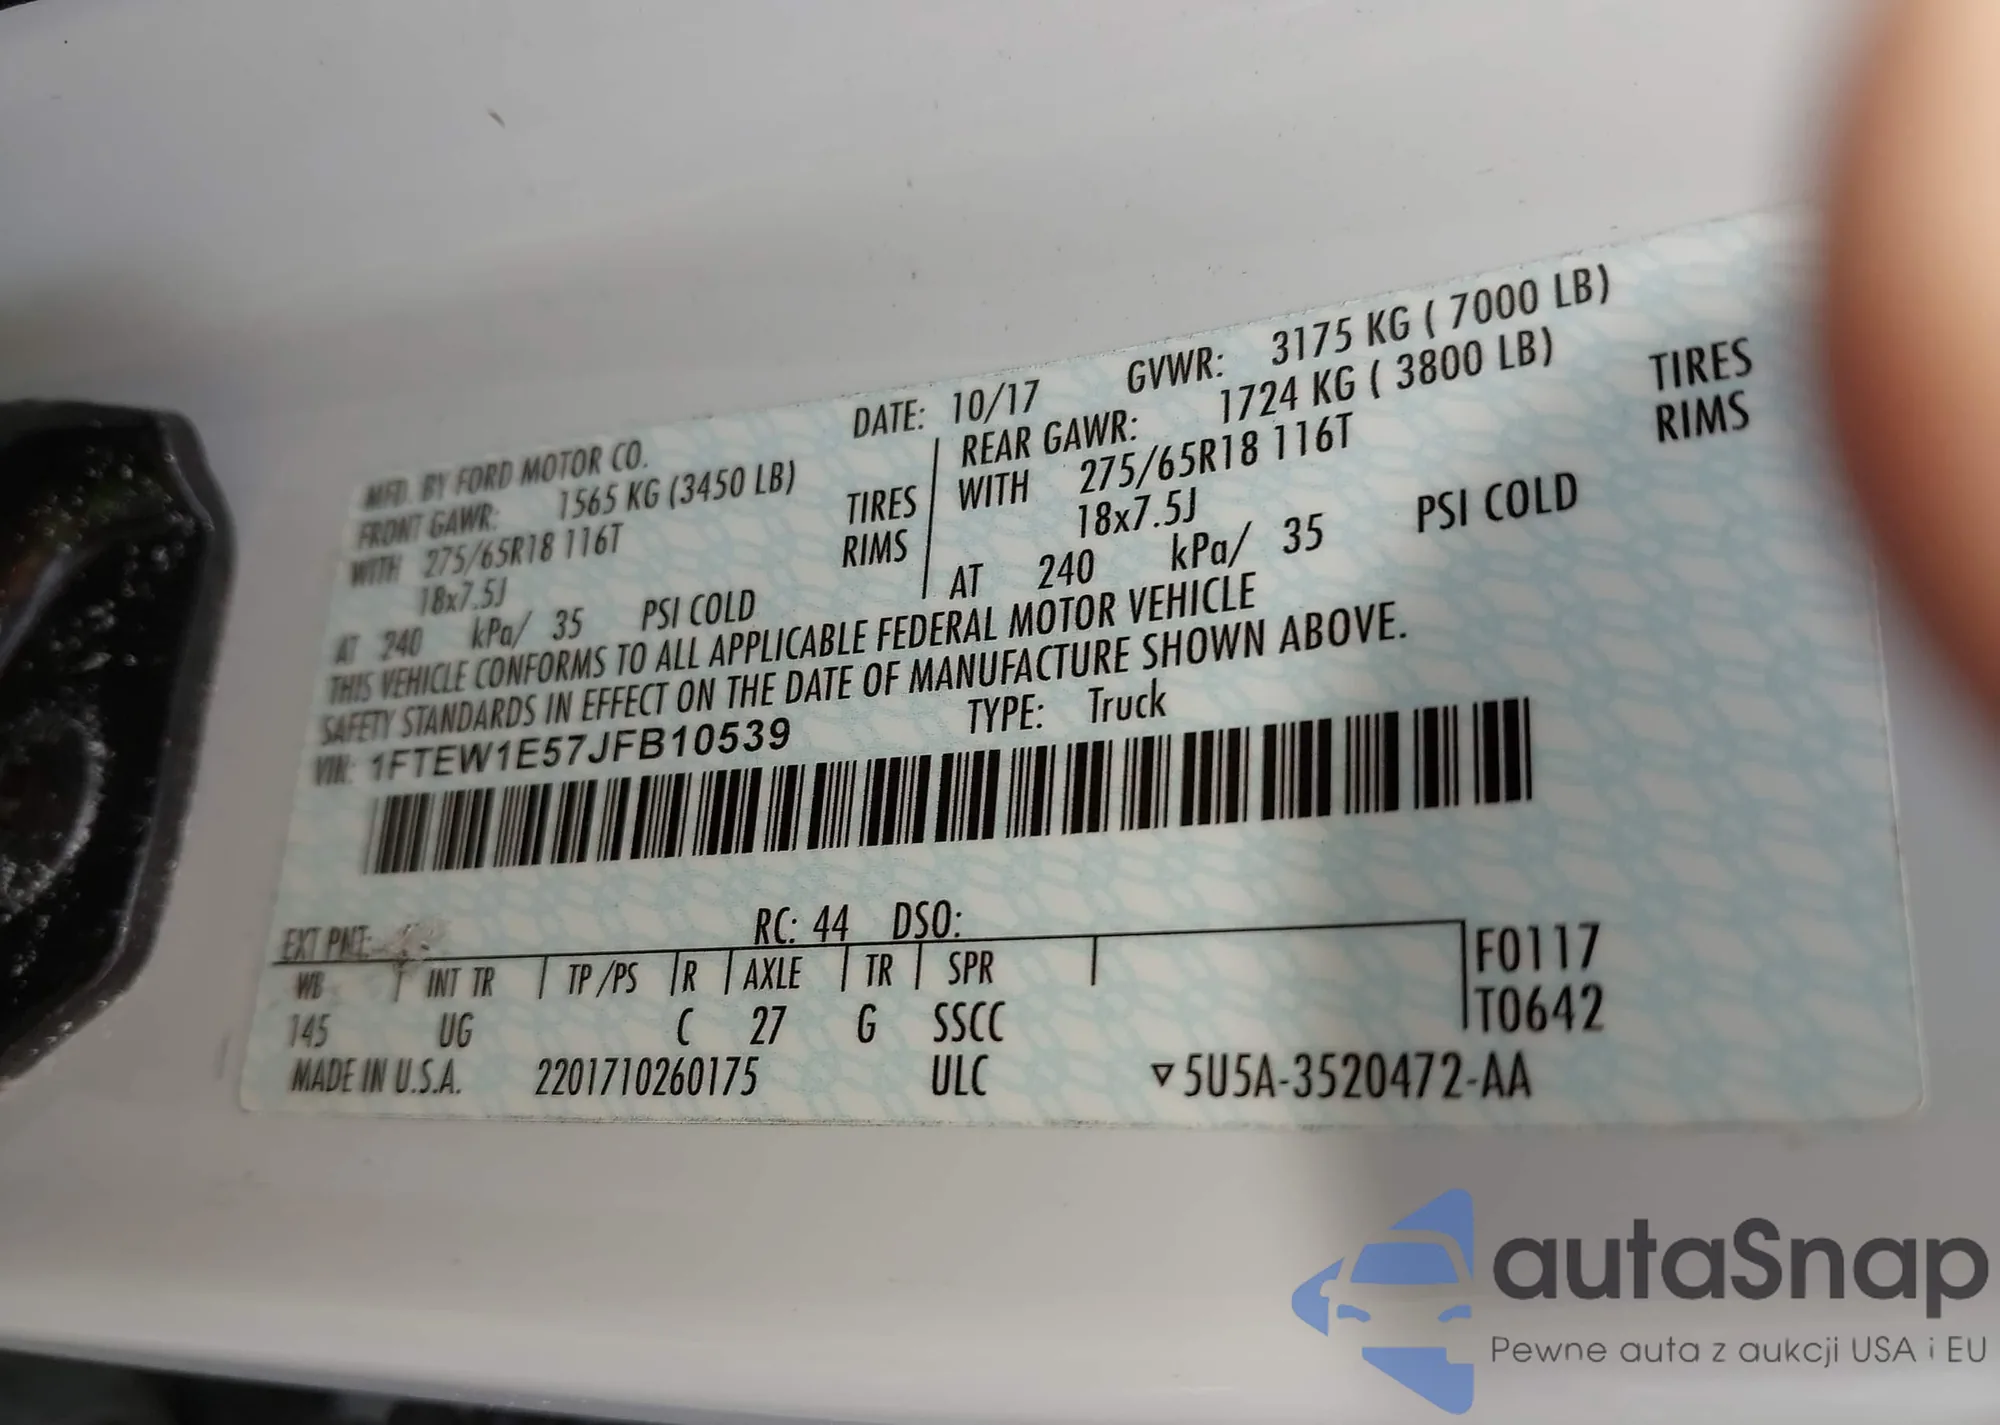 MFD. BY FORD MOTOR CO. DATE: 10/17 GVWR: 3175 KG ( 7000 LB)
FRONT GAWR: 1565 KG (3450 LB) REAR GAWR: 1724 KG ( 3800 LB)
WITH 275/65R18 116T TIRES WITH 275/65R18 116T TIRES
18x7.5J RIMS 18x7.5J RIMS
AT 240 kPa/ 35 PSI COLD AT 240 kPa/ 35 PSI COLD
THIS VEHICLE CONFORMS TO ALL APPLICABLE FEDERAL MOTOR VEHICLE
SAFETY STANDARDS IN EFFECT ON THE DATE OF MANUFACTURE SHOWN ABOVE.
VIN: 1FTEW1E57JFB10539 TYPE: Truck
EXT PNT: RC: 44 DSO:
WB INT TR TP/PS R AXLE TR SPR F0117
145 UG C 27 G SSCC T0642
MADE IN U.S.A. 2201710260175 ULC ▽5U5A-3520472-AA
autaSnap
Pewne auta z aukcji USA i EU